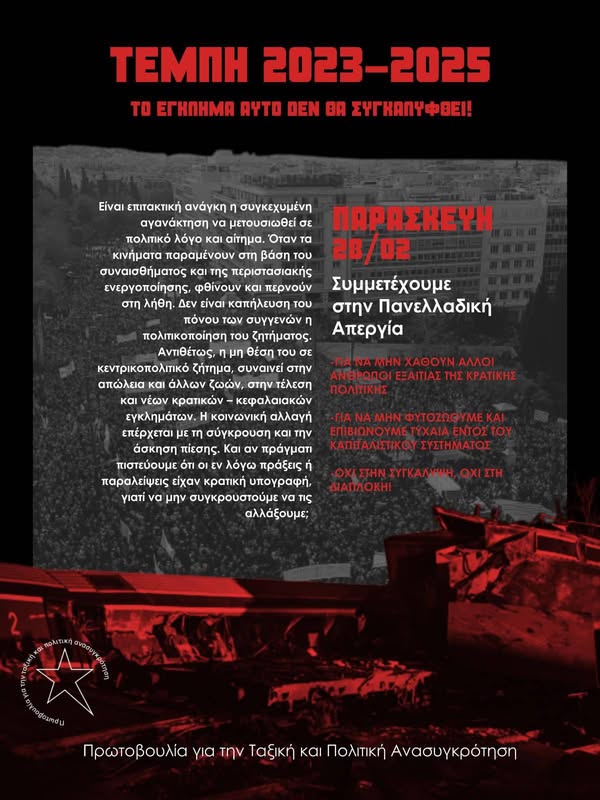 ΤΕΜΠΗ 2023–2025
ΤΟ ΕΓΚΛΗΜΑ ΑΥΤΟ ΔΕΝ ΘΑ ΣΥΓΚΑΛΥΦΘΕΙ!
Είναι επιτακτική ανάγκη η συγκεχυμένη
αγανάκτηση να μετουσιωθεί σε
πολιτικό λόγο και αίτημα. Όταν τα
κινήματα παραμένουν στη βάση του
συναισθήματος και της περιστασιακής
ενεργοποίησης, φθίνουν και περνούν
στη λήθη. Δεν είναι καπήλευση του
πόνου των συγγενών η
πολιτικοποίηση του ζητήματος.
Αντιθέτως, η μη θέση του σε
κεντρικοπολιτικό ζήτημα, συναινεί στην
απώλεια και άλλων ζωών, στην τέλεση
και νέων κρατικών – κεφαλαιακών
εγκλημάτων. Η κοινωνική αλλαγή
επέρχεται με τη σύγκρουση και την
άσκηση πίεσης. Και αν πράγματι
πιστεύουμε ότι οι εν λόγω πράξεις ή
παραλείψεις είχαν κρατική υπογραφή,
γιατί να μην συγκρουστούμε να τις
αλλάξουμε;
ΠΑΡΑΣΚΕΥΗ
28/02
Συμμετέχουμε
στην Πανελλαδική
Απεργία
-ΓΙΑ ΝΑ ΜΗΝ ΧΑΘΟΥΝ ΑΛΛΟΙ
ΑΝΘΡΩΠΟΙ ΕΞΑΙΤΙΑΣ ΤΗΣ ΚΡΑΤΙΚΗΣ
ΠΟΛΙΤΙΚΗΣ
-ΓΙΑ ΝΑ ΜΗΝ ΦΥΤΟΖΩΟΥΜΕ ΚΑΙ
ΕΠΙΒΙΩΝΟΥΜΕ ΤΥΧΑΙΑ ΕΝΤΟΣ ΤΟΥ
ΚΑΠΙΤΑΛΙΣΤΙΚΟΥ ΣΥΣΤΗΜΑΤΟΣ
-ΟΧΙ ΣΤΗΝ ΣΥΓΚΑΛΥΨΗ, ΟΧΙ ΣΤΗ
ΔΙΑΠΛΟΚΗ!
2
Πρωτοβουλία για την ταξική και πολιτική ανασυγκρότηση
Πρωτοβουλία για την Ταξική και Πολιτική Ανασυγκρότηση